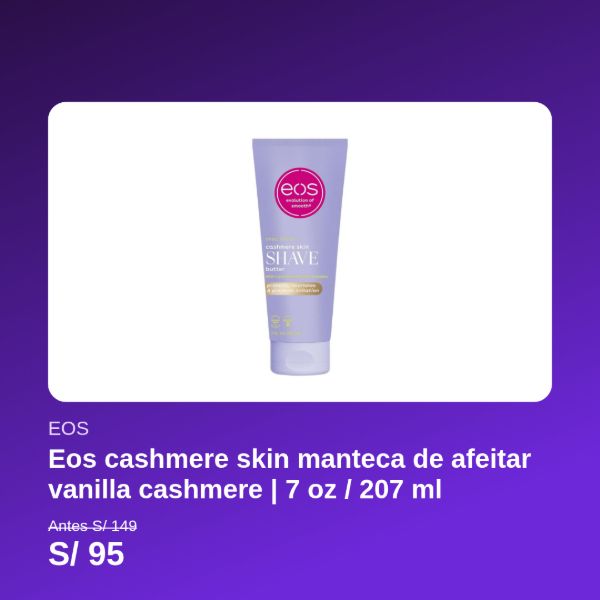 eos
evolution of
smooth®
cashmere skin
SHAVE
butter
EOS
Eos cashmere skin manteca de afeitar
vanilla cashmere | 7 oz / 207 ml
Antes S/ 149
S/ 95